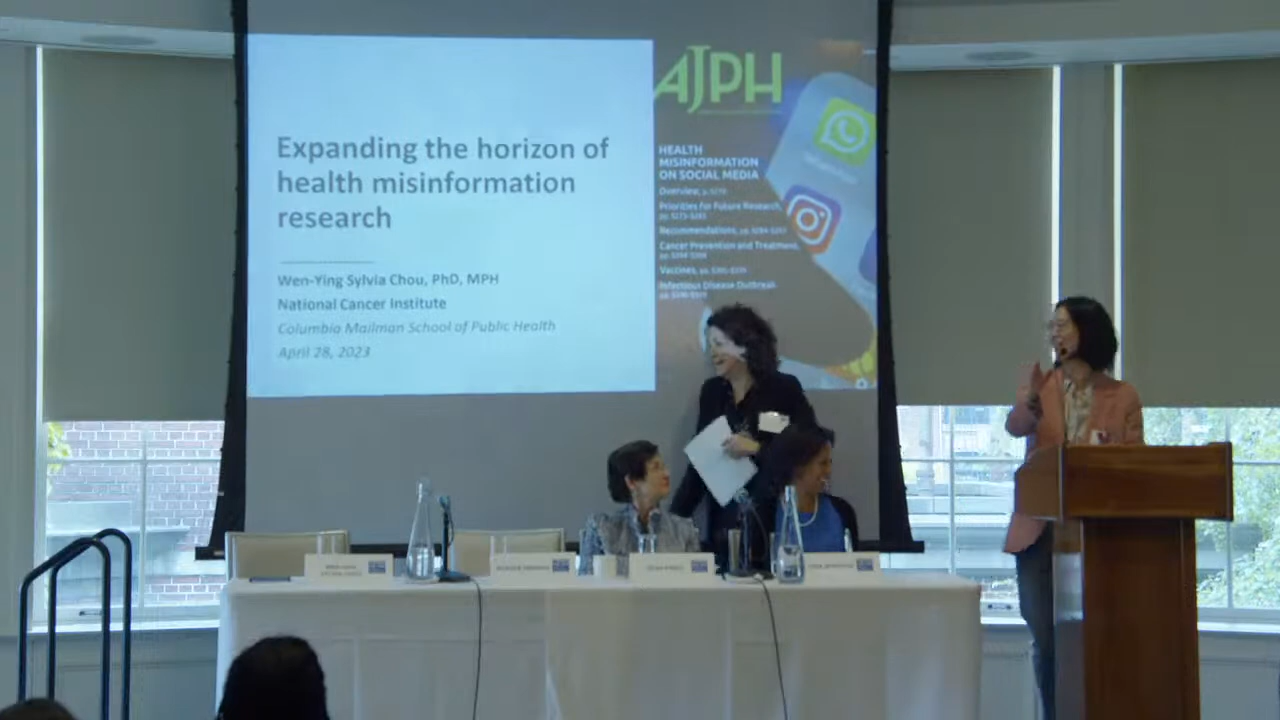 Expanding the horizon of
health misinformation
research
Wen-Ying Sylvia Chou, PhD, MPH
National Cancer Institute
Columbia Mailman School of Public Health
April 28, 2023
AJPH
HEALTH
MISINFORMATION
ON SOCIAL MEDIA
Overview,
Priorities for Future Research,
Recommendations,
Cancer Prevention and Treatment,
Vaccines,
Infectious Disease Outbreak